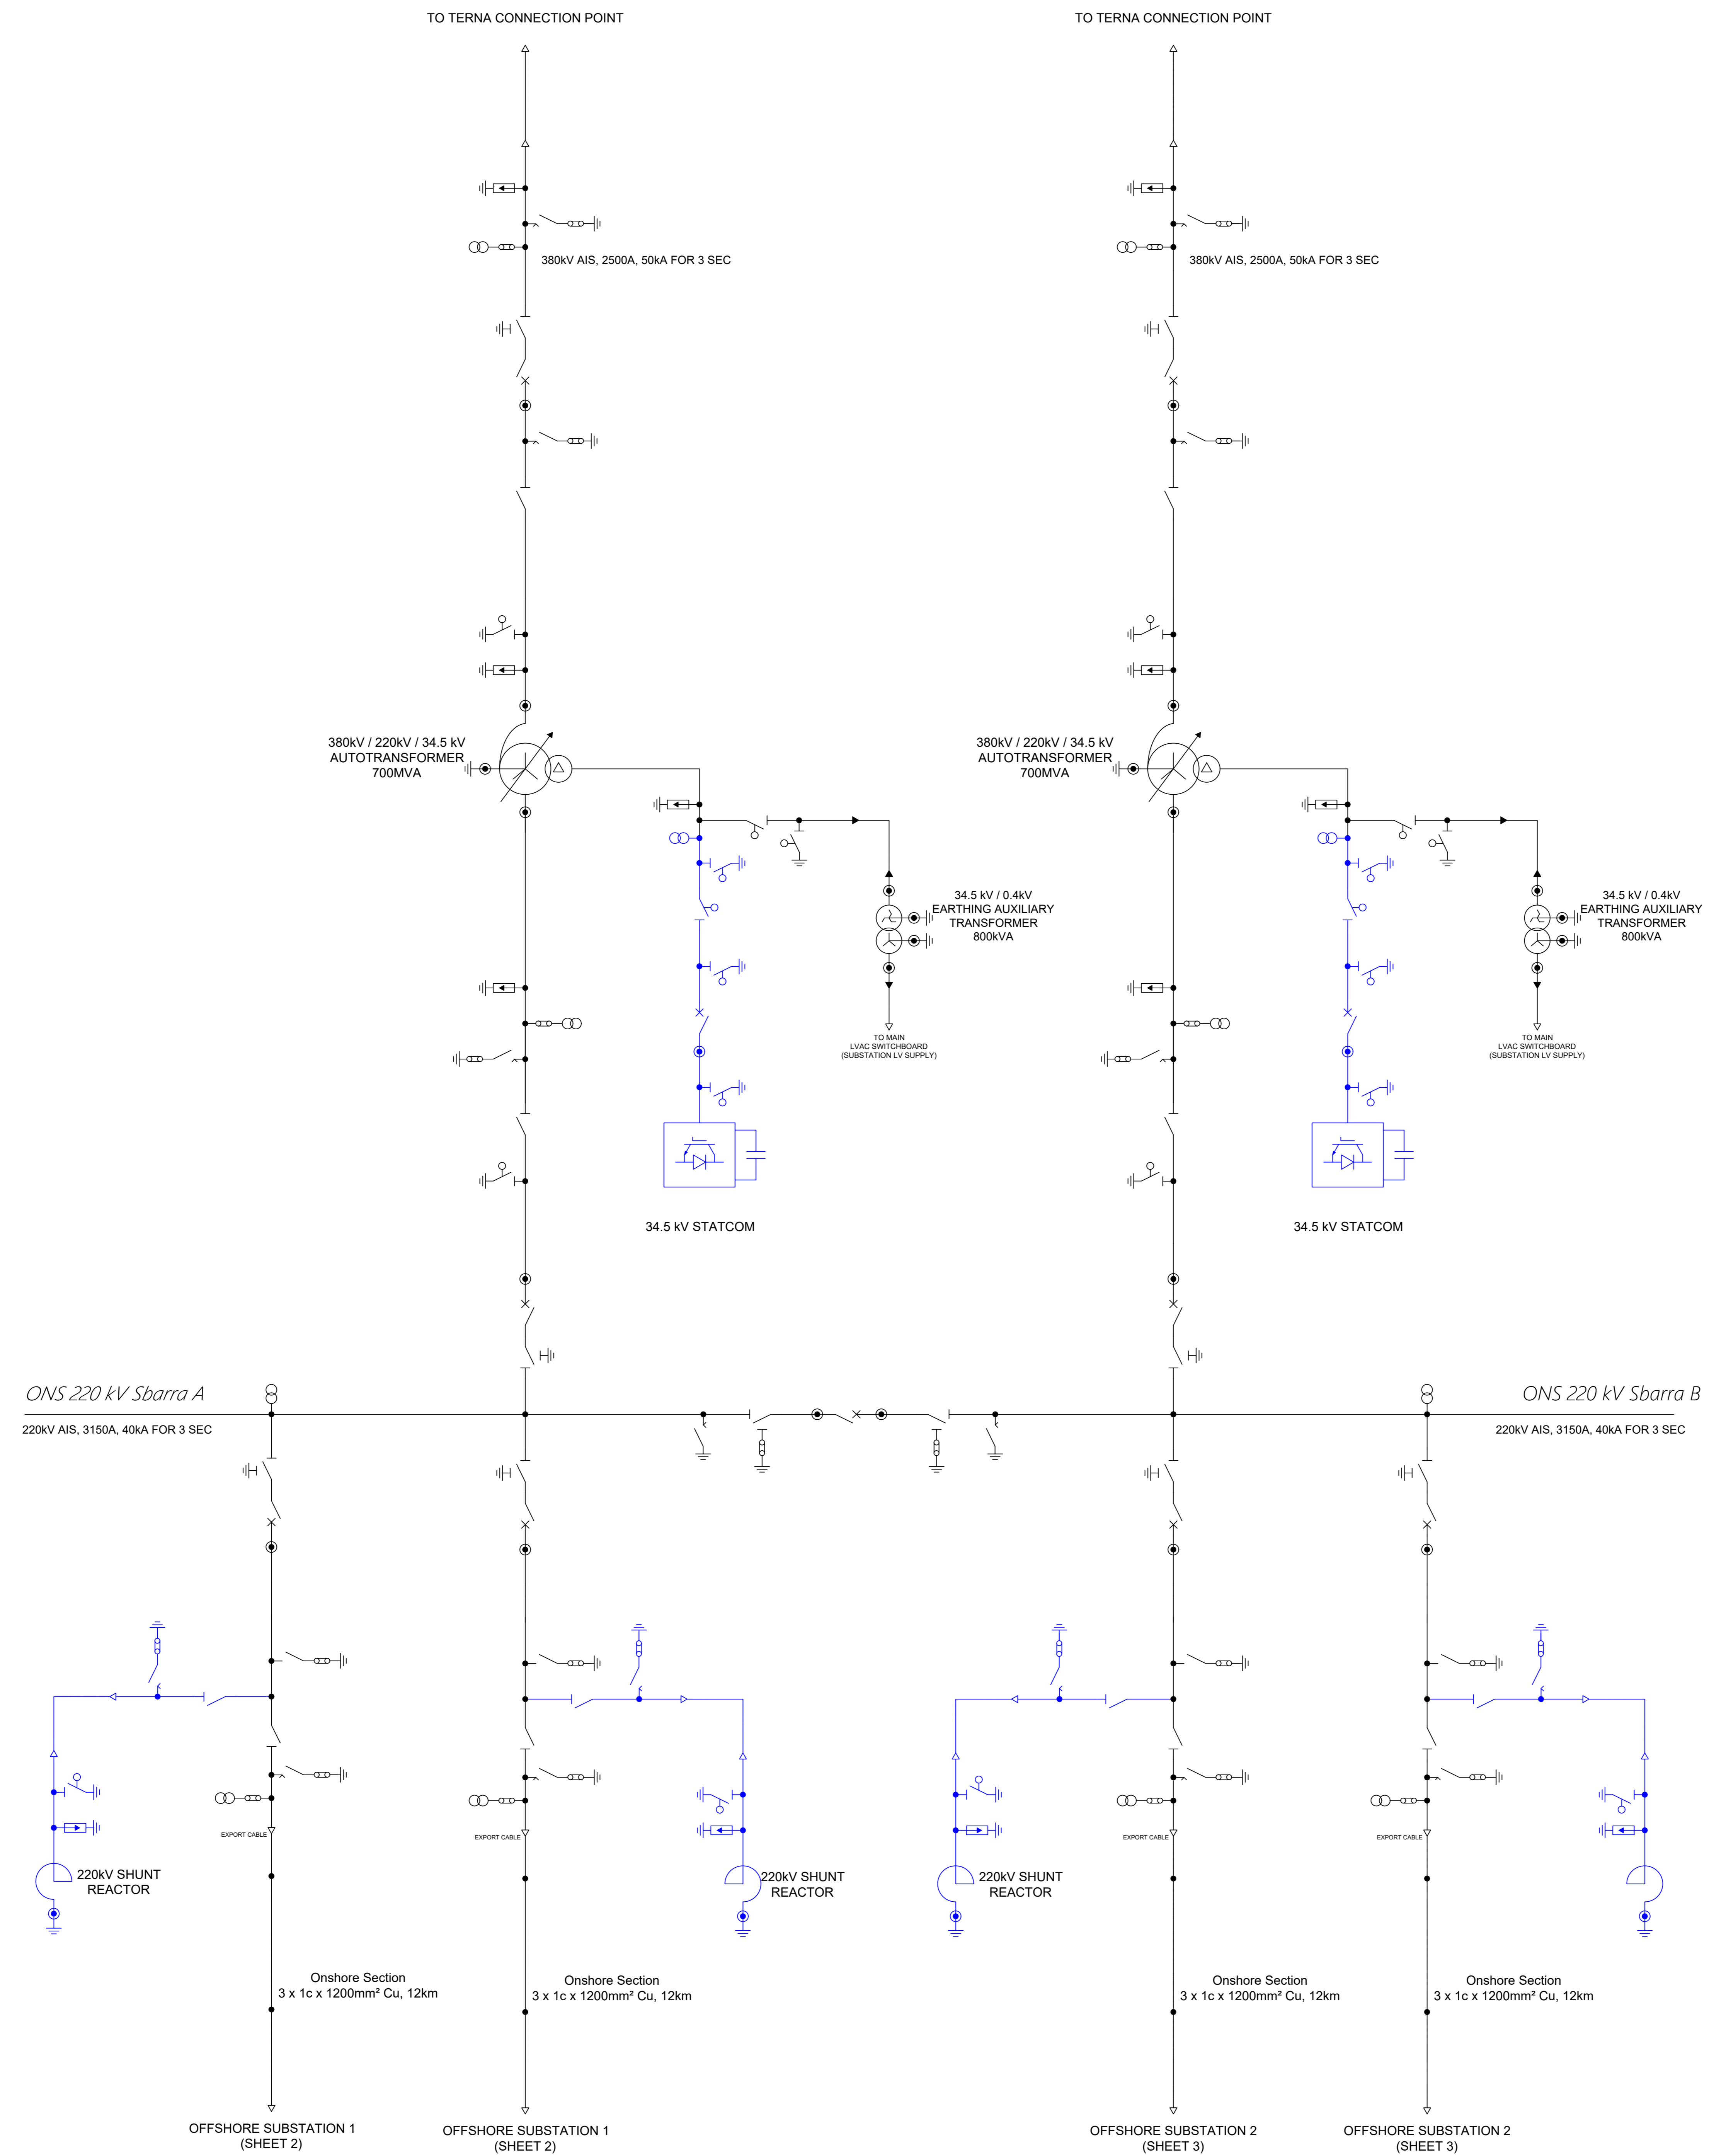 TO TERNA CONNECTION POINT
TO TERNA CONNECTION POINT
380kV AIS, 2500A, 50kA FOR 3 SEC
380kV AIS, 2500A, 50kA FOR 3 SEC
380kV / 220kV / 34.5 kV
AUTOTRANSFORMER
700MVA
380kV / 220kV / 34.5 kV
AUTOTRANSFORMER
700MVA
34.5 kV / 0.4kV
EARTHING AUXILIARY
TRANSFORMER
800kVA
34.5 kV / 0.4kV
EARTHING AUXILIARY
TRANSFORMER
800kVA
TO MAIN
LVAC SWITCHBOARD
(SUBSTATION LV SUPPLY)
TO MAIN
LVAC SWITCHBOARD
(SUBSTATION LV SUPPLY)
34.5 kV STATCOM
34.5 kV STATCOM
ONS 220 kV Sbarra A
ONS 220 kV Sbarra B
220kV AIS, 3150A, 40kA FOR 3 SEC
220kV AIS, 3150A, 40kA FOR 3 SEC
EXPORT CABLE
EXPORT CABLE
EXPORT CABLE
EXPORT CABLE
220kV SHUNT
REACTOR
220kV SHUNT
REACTOR
220kV SHUNT
REACTOR
Onshore Section
3 x 1c x 1200mm² Cu, 12km
Onshore Section
3 x 1c x 1200mm² Cu, 12km
Onshore Section
3 x 1c x 1200mm² Cu, 12km
Onshore Section
3 x 1c x 1200mm² Cu, 12km
OFFSHORE SUBSTATION 1
(SHEET 2)
OFFSHORE SUBSTATION 1
(SHEET 2)
OFFSHORE SUBSTATION 2
(SHEET 3)
OFFSHORE SUBSTATION 2
(SHEET 3)